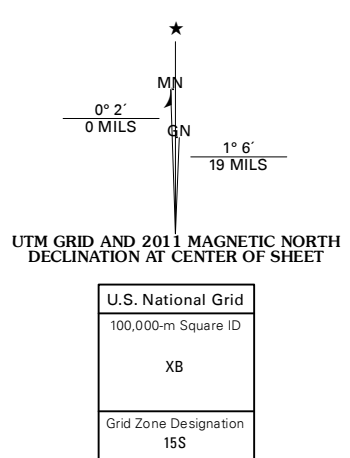 MN
0° 2´
0 MILS
GN
1° 6´
19 MILS
UTM GRID AND 2011 MAGNETIC NORTH
DECLINATION AT CENTER OF SHEET
U.S. National Grid
100,000-m Square ID
XB
Grid Zone Designation
15S